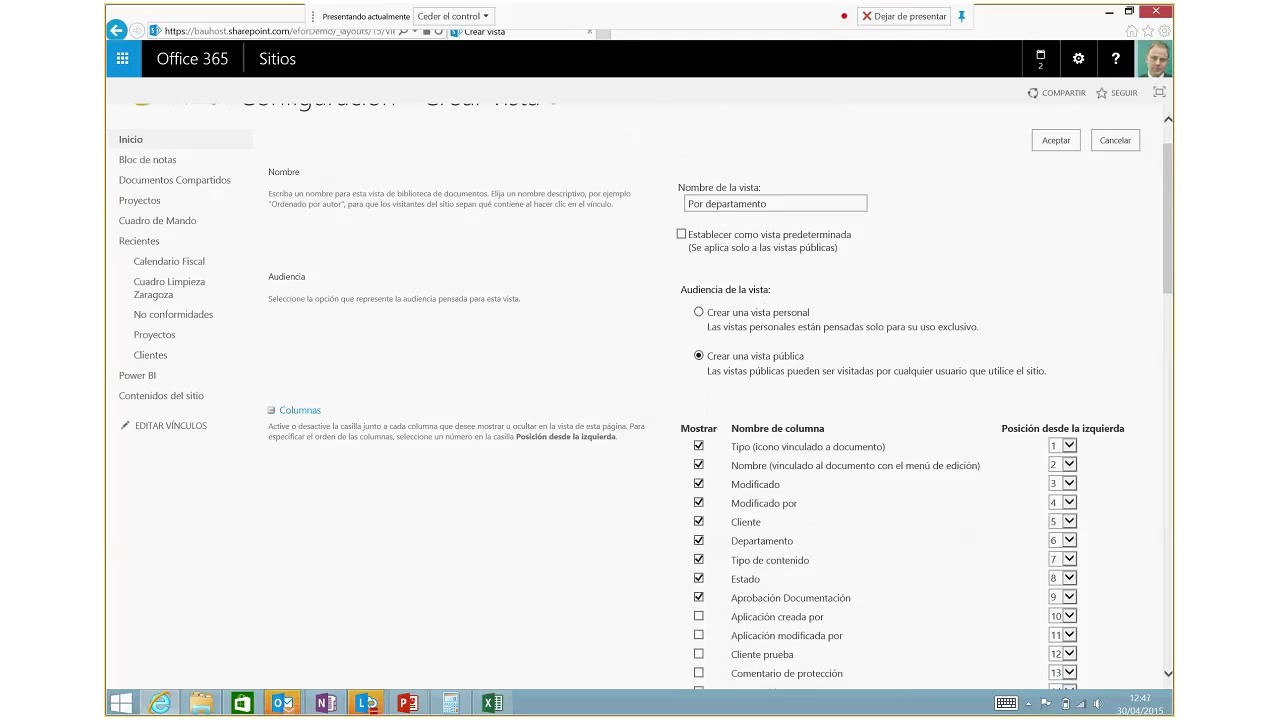 Presentando actualmente Ceder el control Dejar de presentar
https://bauhost.sharepoint.com/eforDemo/_layouts/15/Vi Crear vista
Office 365 Sitios 2 ?
Configuración Crear vista
COMPARTIR SEGUIR
Aceptar Cancelar
Inicio
Bloc de notas
Documentos Compartidos
Proyectos
Cuadro de Mando
Recientes
Calendario Fiscal
Cuadro Limpieza
Zaragoza
No conformidades
Proyectos
Clientes
Power BI
Contenidos del sitio
EDITAR VÍNCULOS
Nombre
Escriba un nombre para esta vista de biblioteca de documentos. Elija un nombre descriptivo, por ejemplo
"Ordenado por autor", para que los visitantes del sitio sepan qué contiene al hacer clic en el vínculo.
Nombre de la vista:
Por departamento
Establecer como vista predeterminada
(Se aplica solo a las vistas públicas)
Audiencia
Seleccione la opción que represente la audiencia pensada para esta vista.
Audiencia de la vista:
Crear una vista personal
Las vistas personales están pensadas solo para su uso exclusivo.
Crear una vista pública
Las vistas públicas pueden ser visitadas por cualquier usuario que utilice el sitio.
Columnas
Active o desactive la casilla junto a cada columna que desee mostrar u ocultar en la vista de esta página. Para
especificar el orden de las columnas, seleccione un número en la casilla Posición desde la izquierda.
Mostrar Nombre de columna Posición desde la izquierda
Tipo (icono vinculado a documento) 1
Nombre (vinculado al documento con el menú de edición) 2
Modificado 3
Modificado por 4
Cliente 5
Departamento 6
Tipo de contenido 7
Estado 8
Aprobación Documentación 9
Aplicación creada por 10
Aplicación modificada por 11
Cliente prueba 12
Comentario de protección 13
12:47
30/04/2015